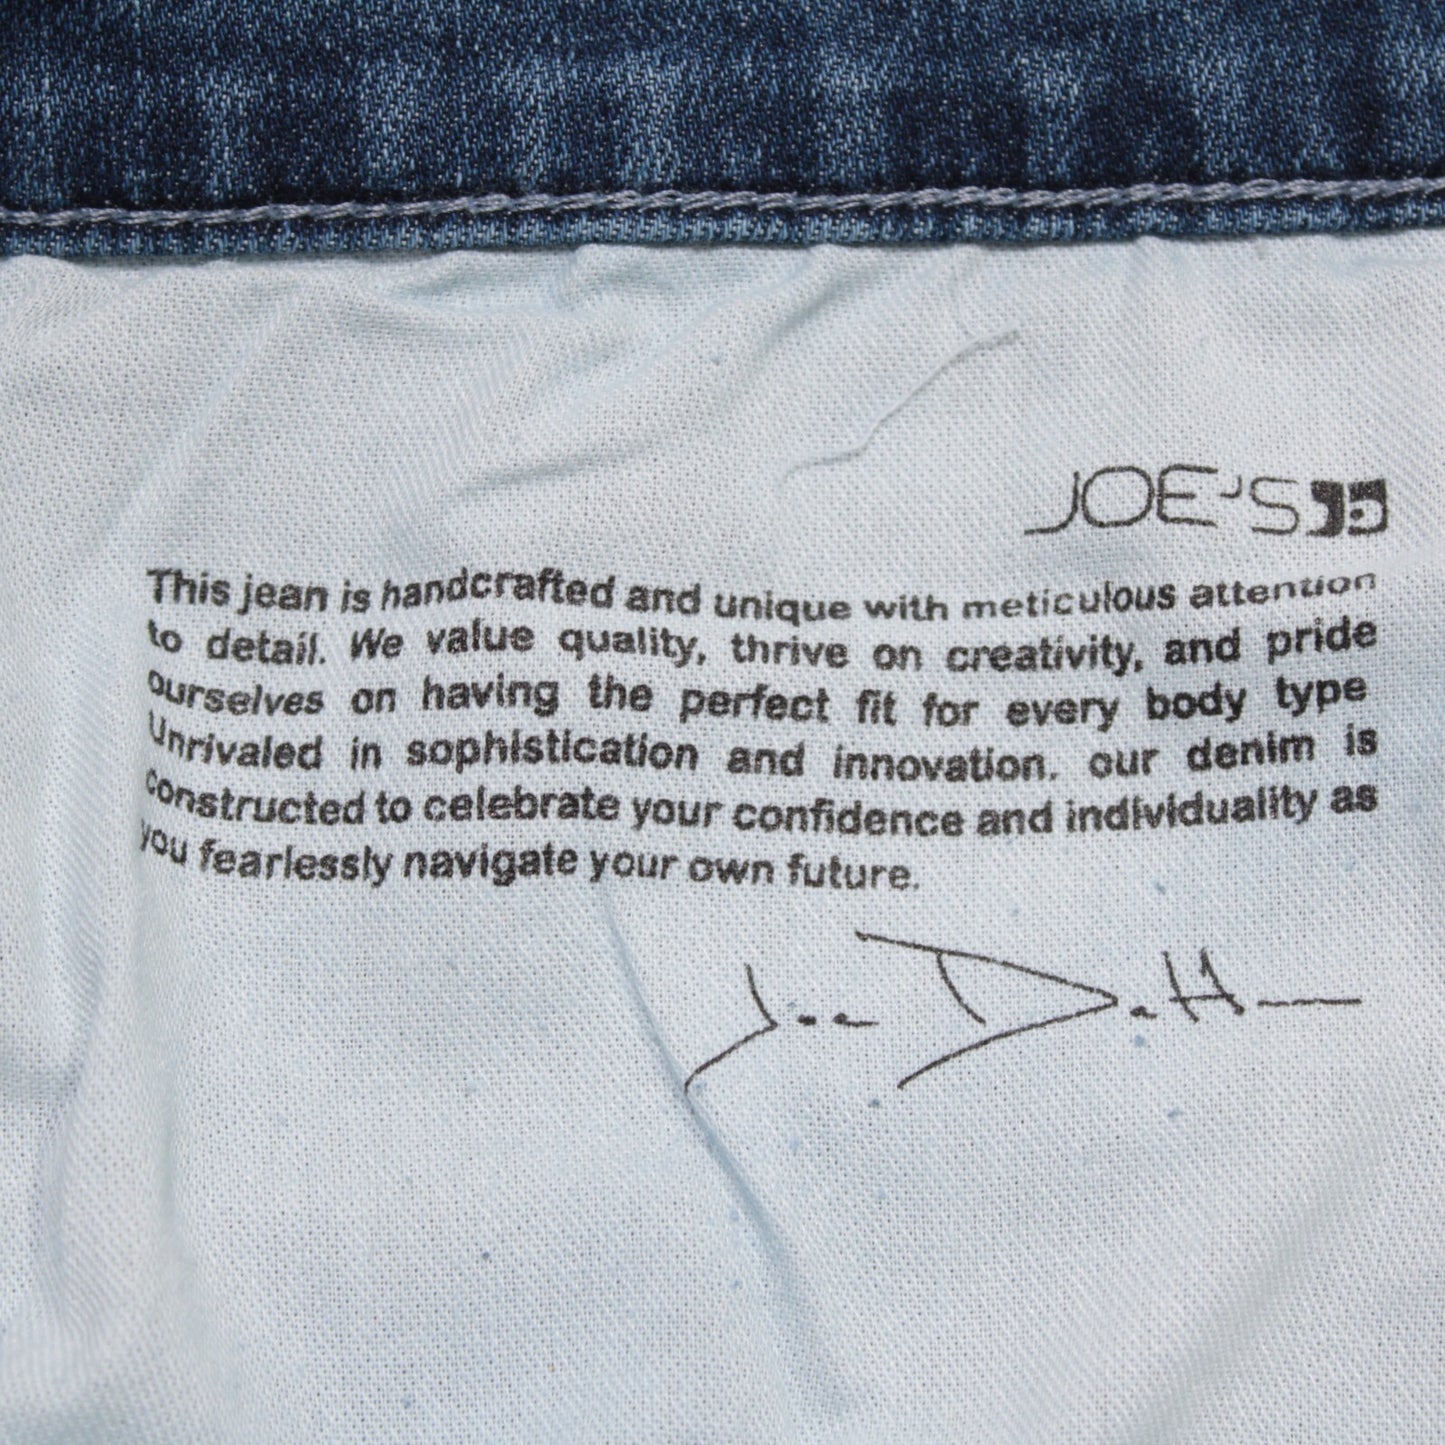 JOE'S
This jean is handcrafted and unique with meticulous attention
to detail. We value quality, thrive on creativity, and pride
ourselves on having the perfect fit for every body type
Unrivaled in sophistication and innovation. our denim is
constructed to celebrate your confidence and individuality as
you fearlessly navigate your own future.
Joe Dahan